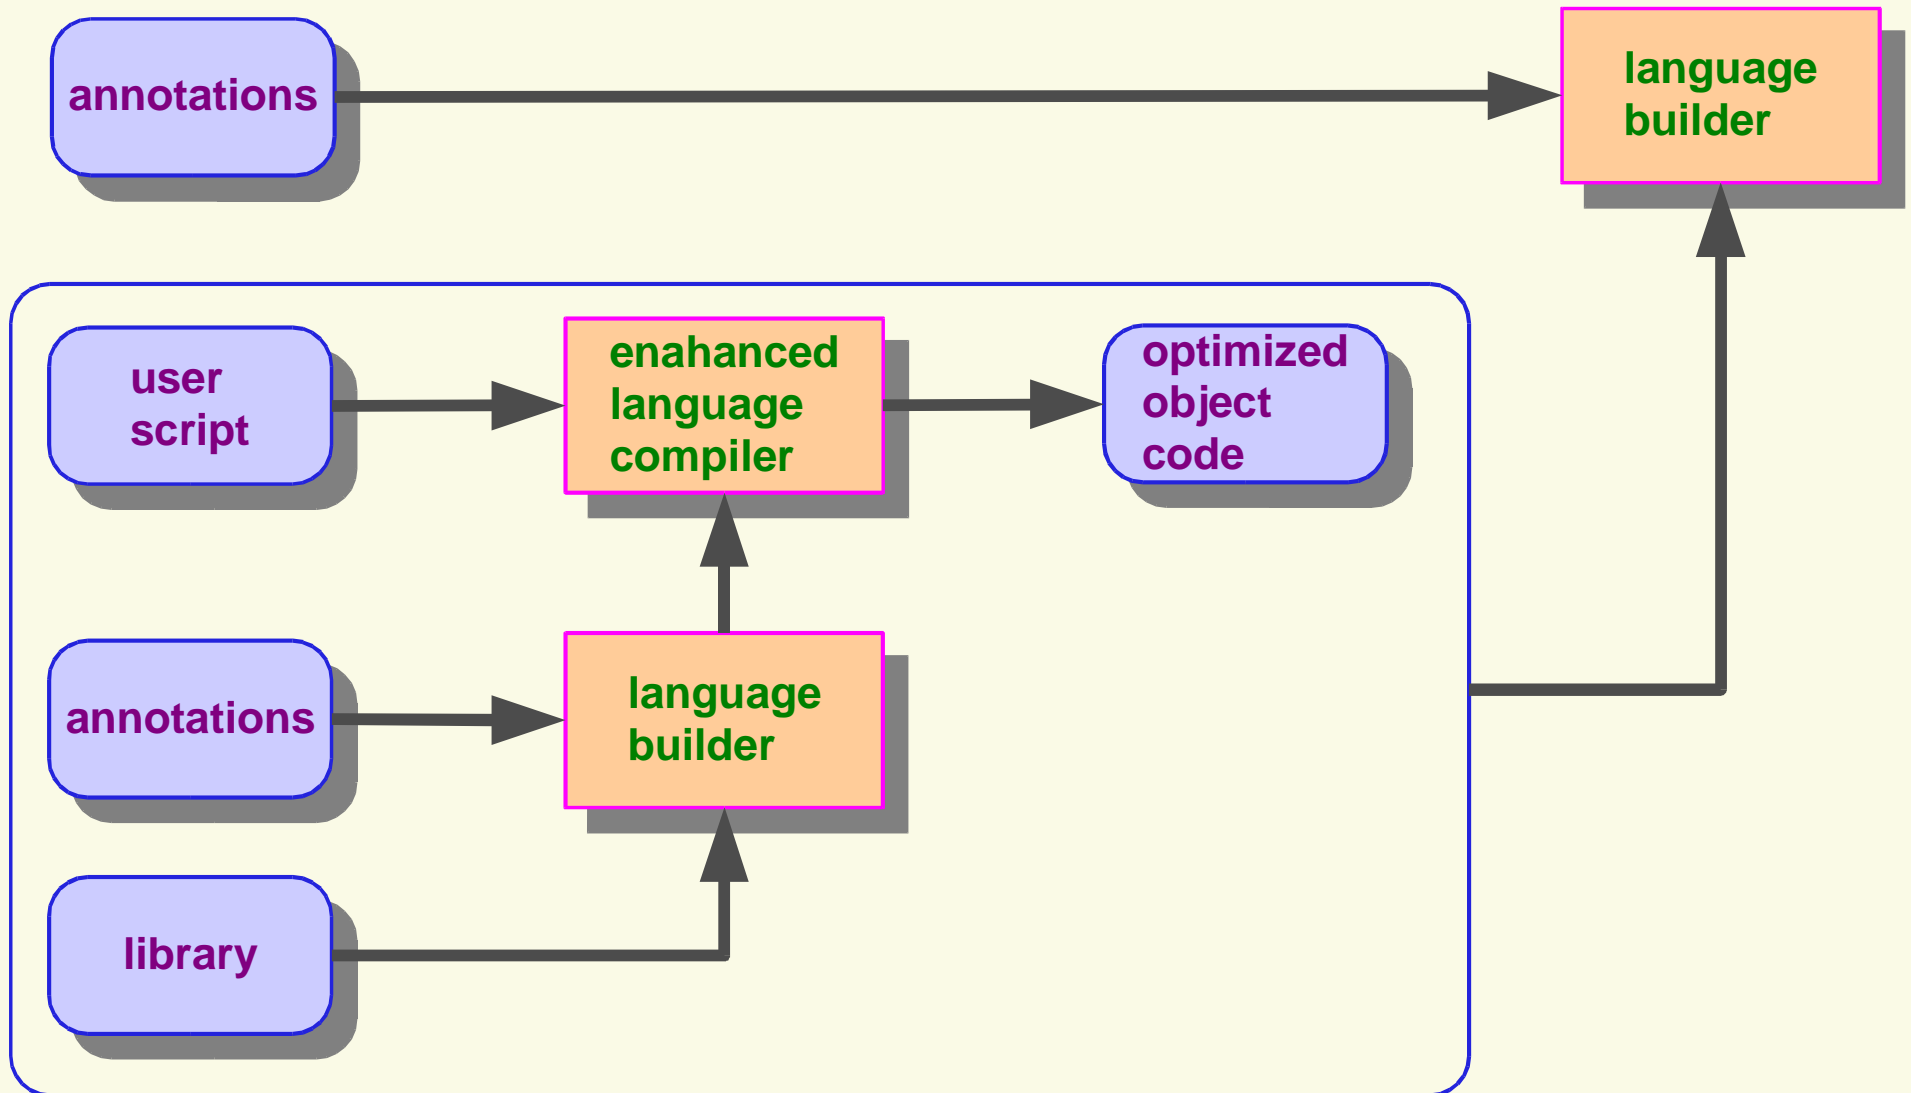 annotations
language
builder
user
script
enahanced
language
compiler
optimized
object
code
annotations
language
builder
library